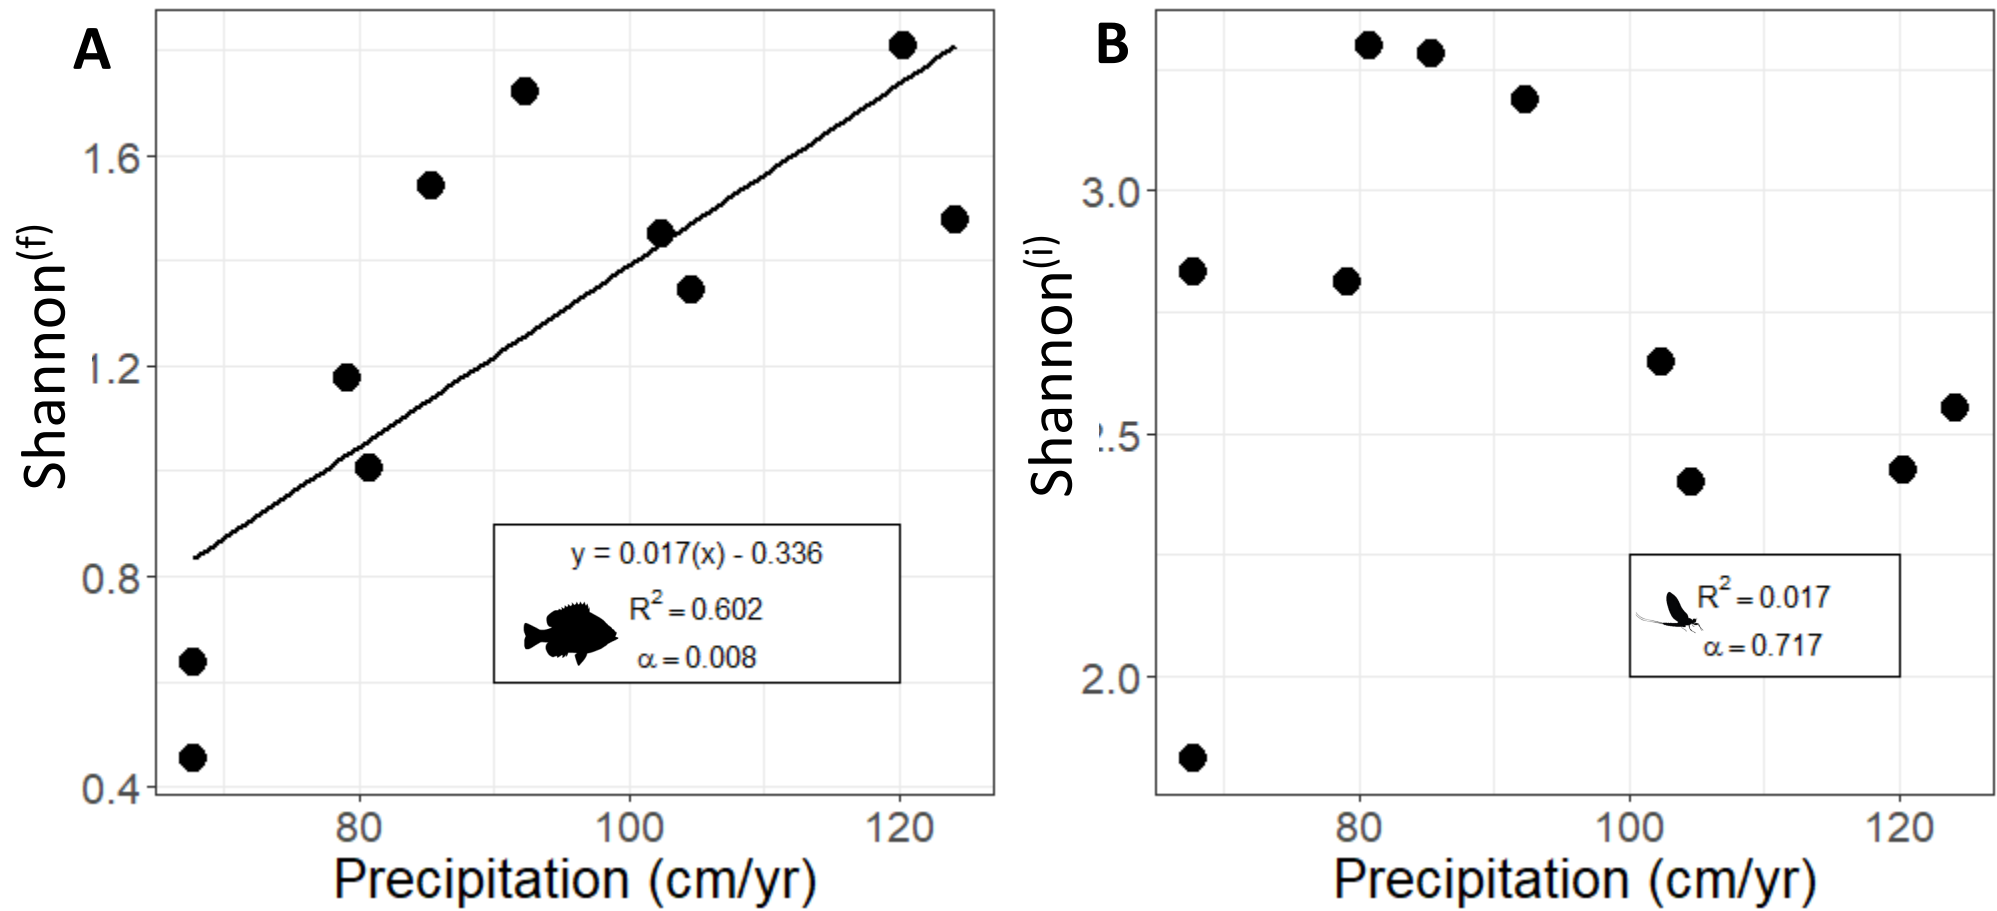 A
Shannon(f)
1.6
1.2
0.8
0.4
y = 0.017(x) - 0.336
R2 = 0.602
α = 0.008
80 100 120
Precipitation (cm/yr)
B
Shannon(i)
3.0
.5
2.0
R2 = 0.017
α = 0.717
80 100 120
Precipitation (cm/yr)